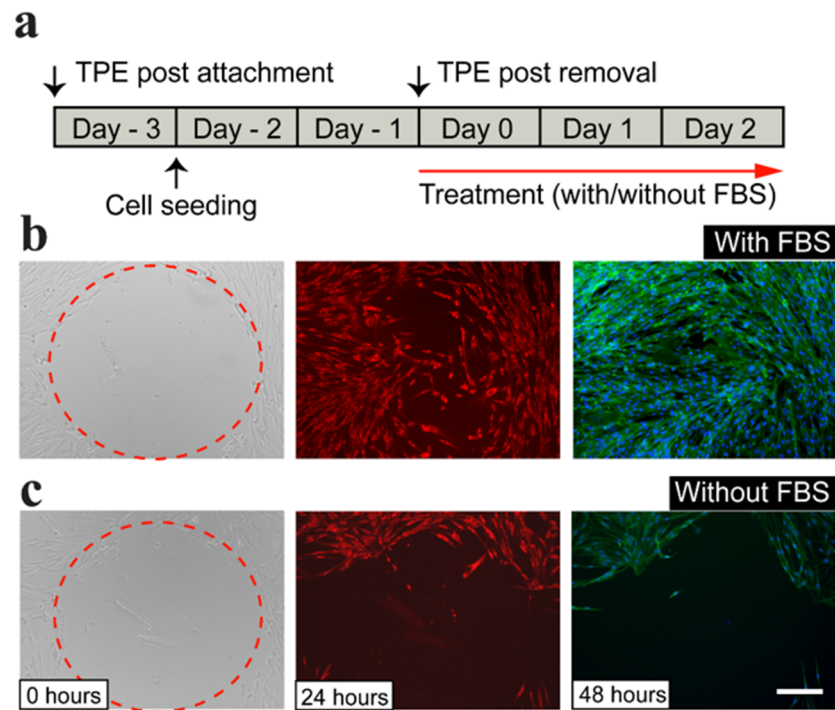 a
TPE post attachment
TPE post removal
Day - 3 Day - 2 Day - 1 Day 0 Day 1 Day 2
Cell seeding
Treatment (with/without FBS)
b
With FBS
c
Without FBS
0 hours
24 hours
48 hours